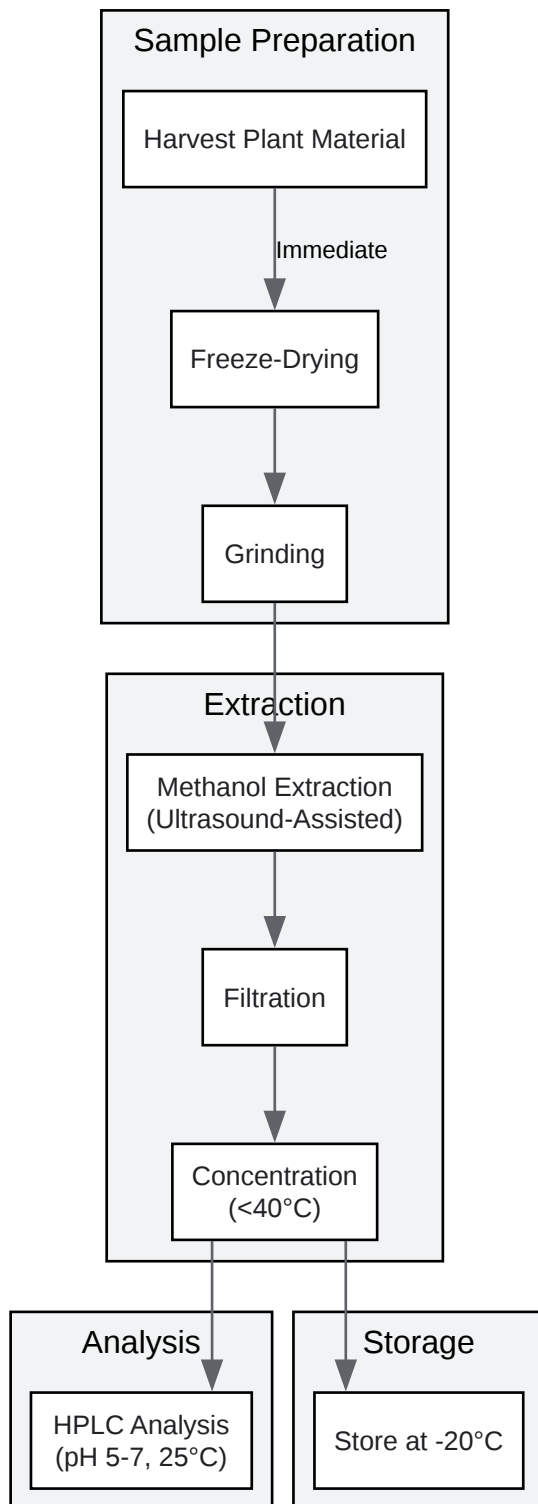 Sample Preparation
Harvest Plant Material
Immediate
Freeze-Drying
Grinding
Extraction
Methanol Extraction
(Ultrasound-Assisted)
Filtration
Concentration
(<40°C)
Analysis
HPLC Analysis
(pH 5-7, 25°C)
Storage
Store at -20°C